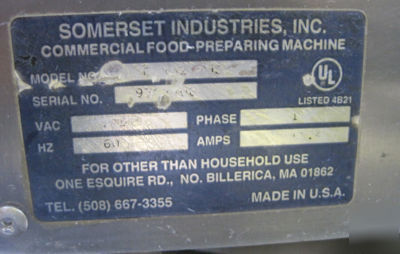 SOMERSET INDUSTRIES, INC.
COMMERCIAL FOOD-PREPARING MACHINE
MODEL NO.
SERIAL NO.
UL
LISTED 4B21
VAC PHASE 1
HZ 60 AMPS
FOR OTHER THAN HOUSEHOLD USE
ONE ESQUIRE RD., NO. BILLERICA, MA 01862
TEL. (508) 667-3355 MADE IN U.S.A.